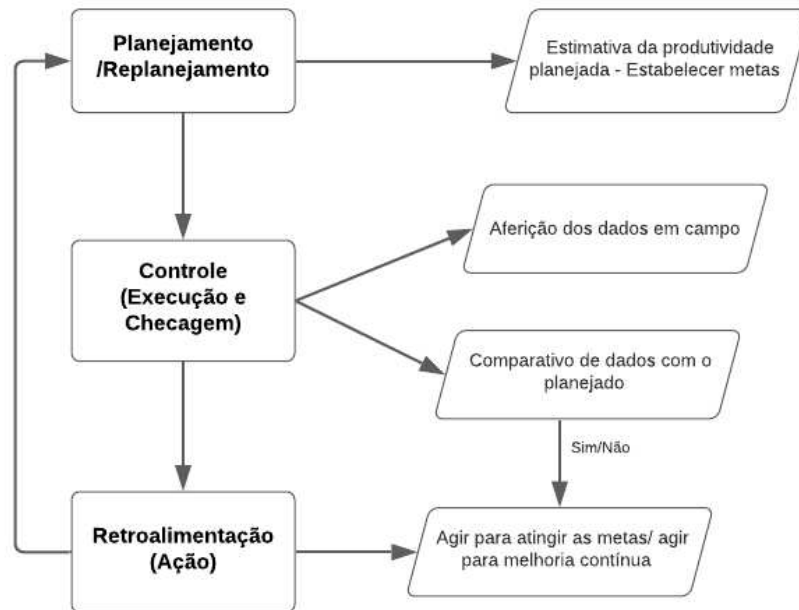 Planejamento
/Replanejamento
Estimativa da produtividade
planejada - Estabelecer metas
Aferição dos dados em campo
Controle
(Execução e
Checagem)
Comparativo de dados com o
planejado
Sim/Não
Retroalimentação
(Ação)
Agir para atingir as metas/ agir
para melhoria contínua